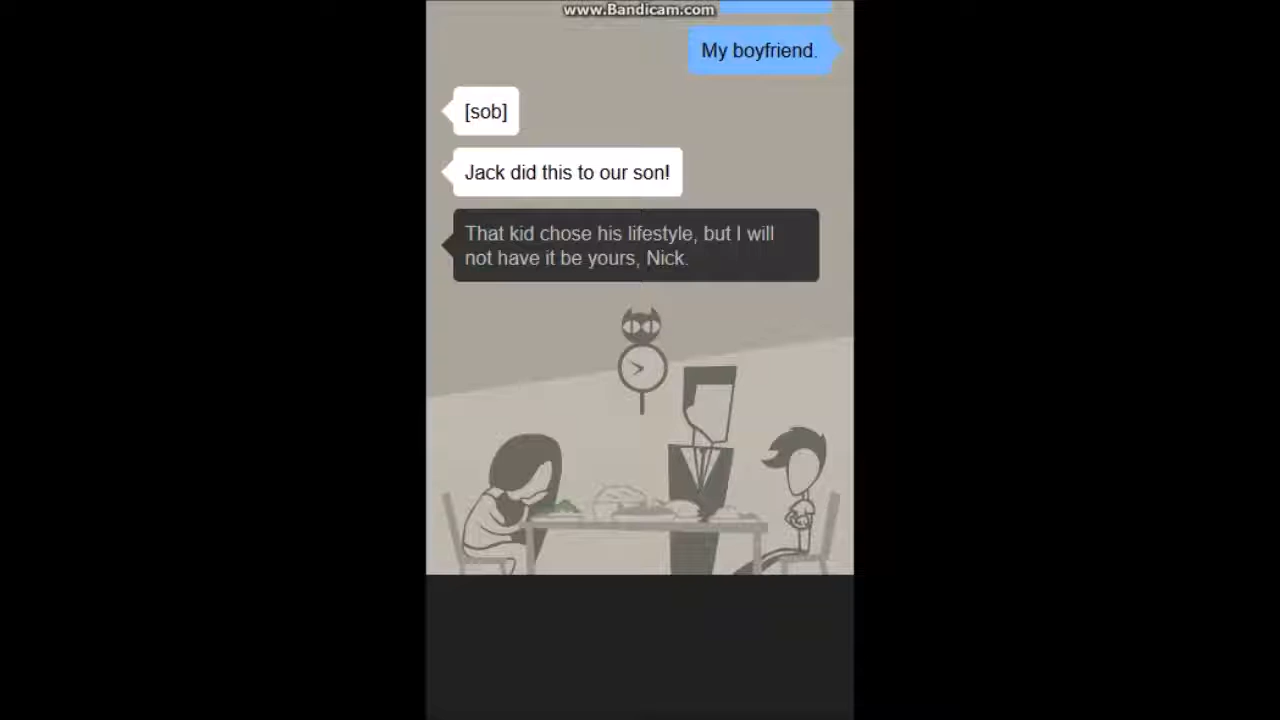 www.Bandicam.com
My boyfriend.
[sob]
Jack did this to our son!
That kid chose his lifestyle, but I will
not have it be yours, Nick.